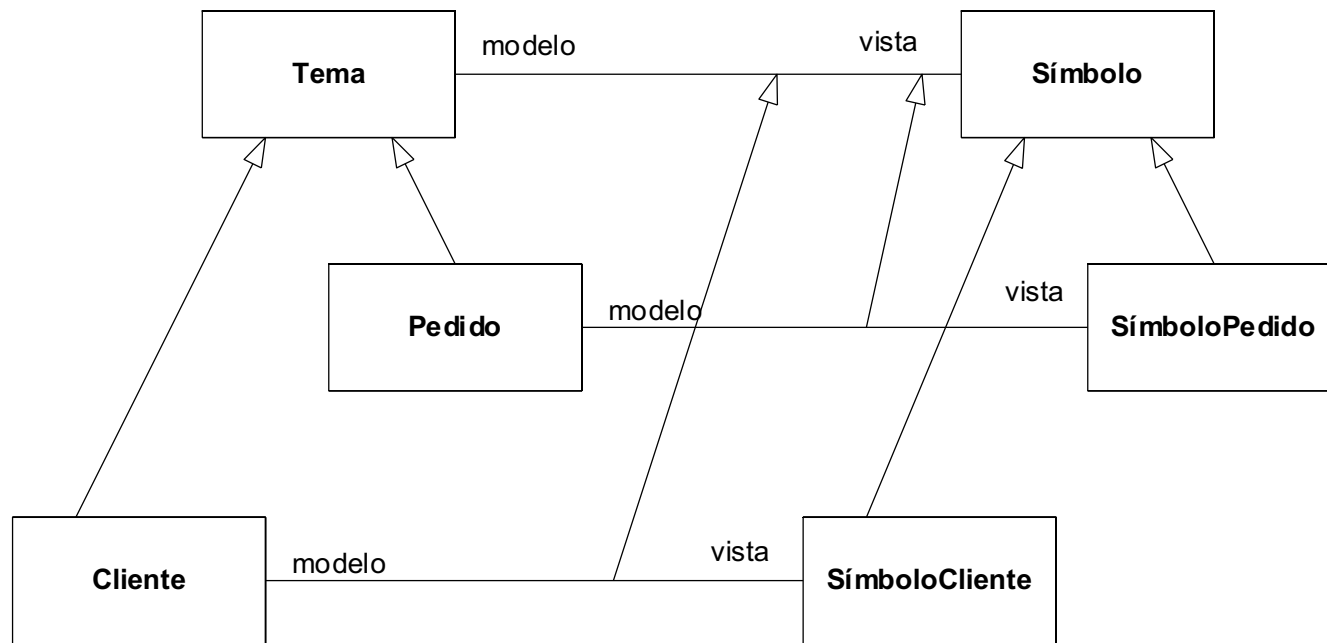 modelo
vista
Tema
Símbolo
modelo
vista
Pedido
SímboloPedido
modelo
vista
Cliente
SímboloCliente